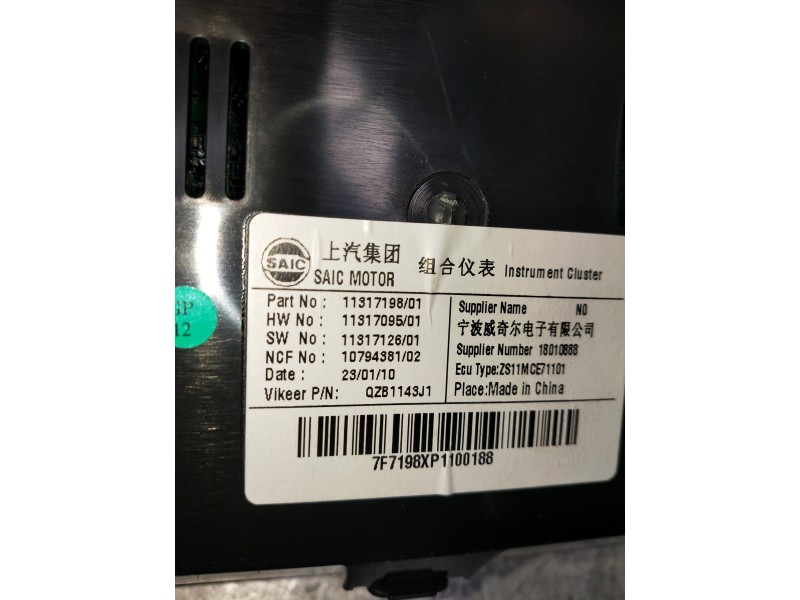 SAIC
上汽集团
SAIC MOTOR
组合仪表 Instrument Cluster
Part No : 11317198/01
HW No : 11317095/01
SW No : 11317126/01
NCF No : 10794381/02
Date : 23/01/10
Vikeer P/N: QZB1143J1
Supplier Name NO
宁波威奇尔电子有限公司
Supplier Number 18010888
Ecu Type:ZS11MCE71101
Place:Made in China
7F7198XP1100188
GP
12